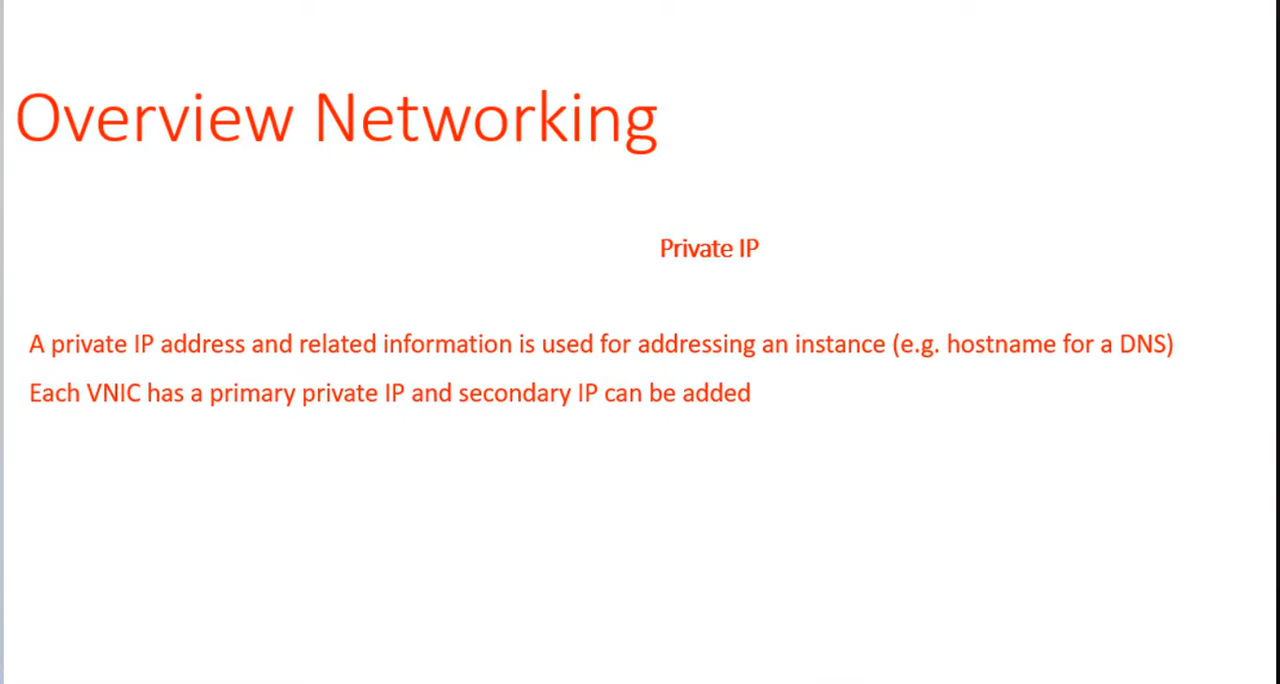 Overview Networking
Private IP
A private IP address and related information is used for addressing an instance (e.g. hostname for a DNS)
Each VNIC has a primary private IP and secondary IP can be added